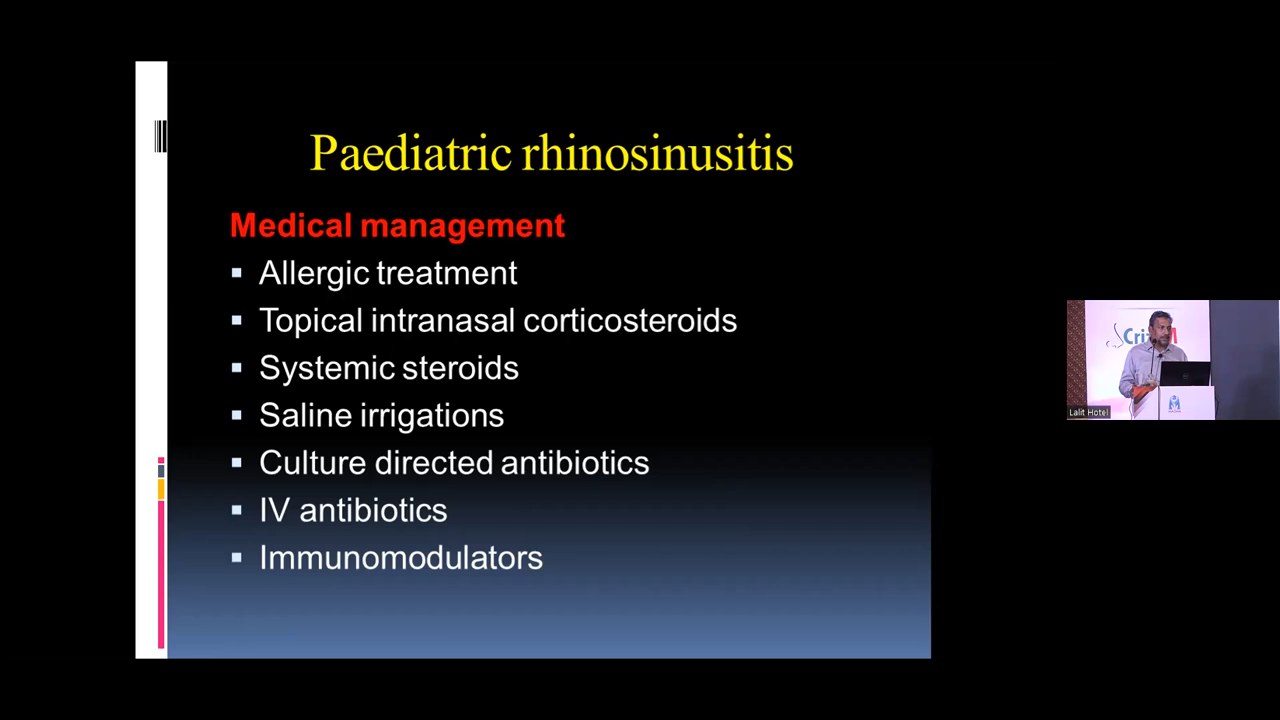 Paediatric rhinosinusitis
Medical management
Allergic treatment
Topical intranasal corticosteroids
Systemic steroids
Saline irrigations
Culture directed antibiotics
IV antibiotics
Immunomodulators
Lalit Hotel